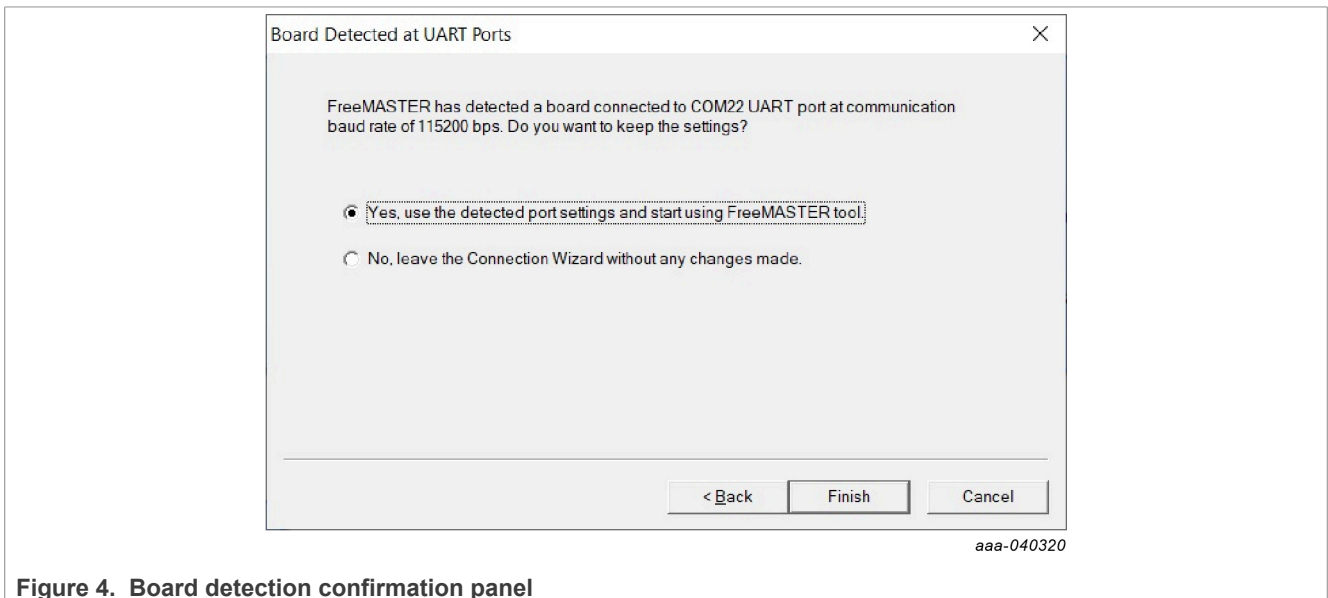 Board Detected at UART Ports
FreeMASTER has detected a board connected to COM22 UART port at communication
baud rate of 115200 bps. Do you want to keep the settings?
Yes, use the detected port settings and start using FreeMASTER tool.
No, leave the Connection Wizard without any changes made.
< Back
Finish
Cancel
aaa-040320
Figure 4. Board detection confirmation panel